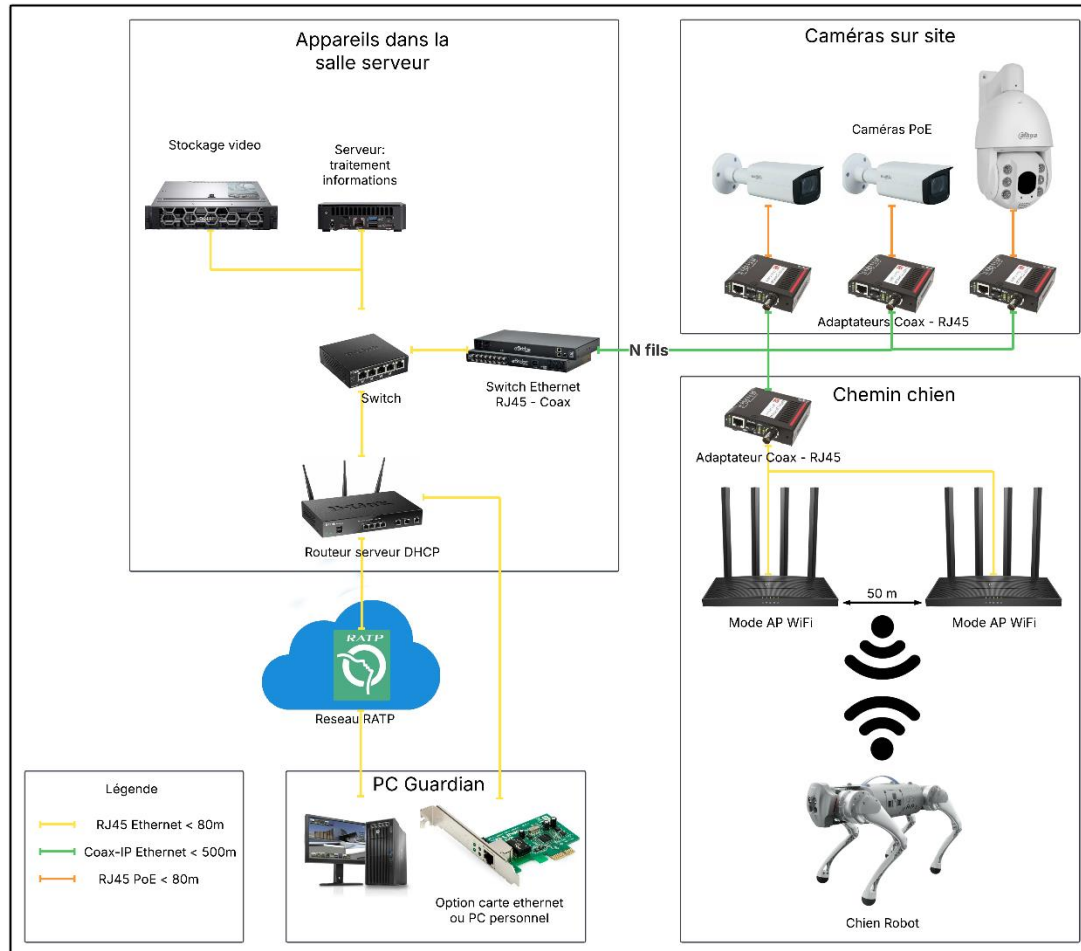 Appareils dans la
salle serveur
Stockage video
Serveur:
traitement
informations
Switch
Switch Ethernet
RJ45 - Coax
D-Link
Routeur serveur DHCP
RATP
Reseau RATP
Caméras sur site
Caméras PoE
alhua
Adaptateurs Coax - RJ45
N fils
Chemin chien
Adaptateur Coax - RJ45
50 m
Mode AP WiFi
Mode AP WiFi
Chien Robot
Légende
RJ45 Ethernet < 80m
Coax-IP Ethernet < 500m
RJ45 PoE < 80m
PC Guardian
Option carte ethernet
ou PC personnel